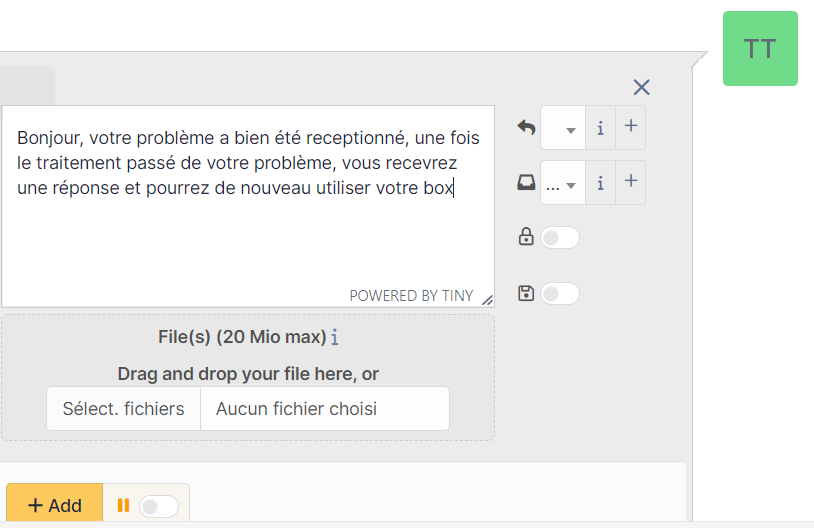 TT
Bonjour, votre problème a bien été receptionné, une fois
le traitement passé de votre problème, vous recevrez
une réponse et pourrez de nouveau utiliser votre box
...
POWERED BY TINY
File(s) (20 Mio max) i
Drag and drop your file here, or
Sélect. fichiers Aucun fichier choisi
+ Add